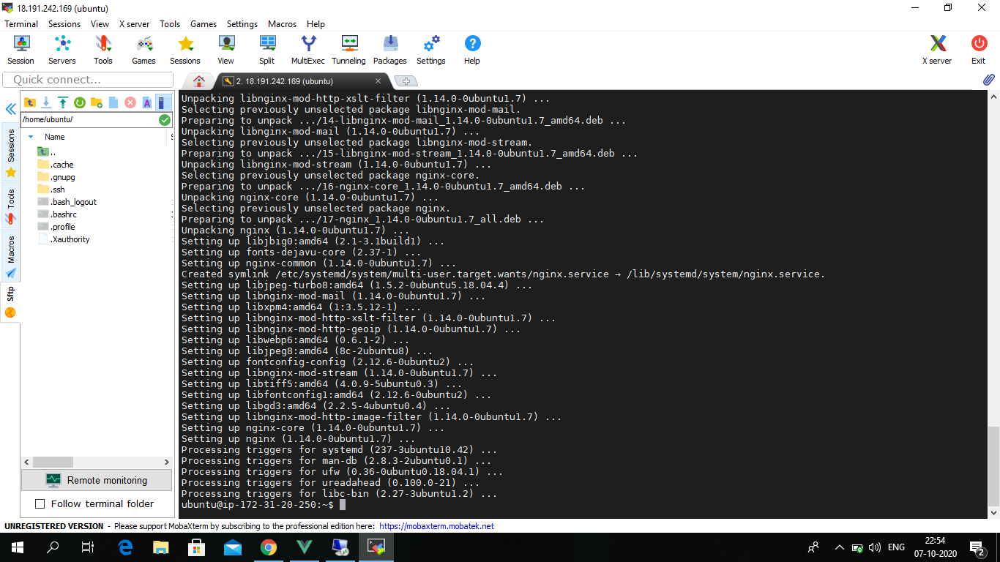 18.191.242.169 (ubuntu)
Terminal Sessions View X server Tools Games Settings Macros Help
Session Servers Tools Games Sessions View Split MultiExec Tunneling Packages Settings Help X server Exit
Quick connect...
2. 18.191.242.169 (ubuntu)
/home/ubuntu/
Name
..
.cache
.gnupg
.ssh
.bash_logout
.bashrc
.profile
.Xauthority
Sessions
Tools
Macros
Sftp
Remote monitoring
Follow terminal folder
Unpacking libnginx-mod-http-xslt-filter (1.14.0-0ubuntu1.7) ...
Selecting previously unselected package libnginx-mod-mail.
Preparing to unpack .../14-libnginx-mod-mail_1.14.0-0ubuntu1.7_amd64.deb ...
Unpacking libnginx-mod-mail (1.14.0-0ubuntu1.7) ...
Selecting previously unselected package libnginx-mod-stream.
Preparing to unpack .../15-libnginx-mod-stream_1.14.0-0ubuntu1.7_amd64.deb ...
Unpacking libnginx-mod-stream (1.14.0-0ubuntu1.7) ...
Selecting previously unselected package nginx-core.
Preparing to unpack .../16-nginx-core_1.14.0-0ubuntu1.7_amd64.deb ...
Unpacking nginx-core (1.14.0-0ubuntu1.7) ...
Selecting previously unselected package nginx.
Preparing to unpack .../17-nginx_1.14.0-0ubuntu1.7_all.deb ...
Unpacking nginx (1.14.0-0ubuntu1.7) ...
Setting up libjbig0:amd64 (2.1-3.1build1) ...
Setting up fonts-dejavu-core (2.37-1) ...
Setting up nginx-common (1.14.0-0ubuntu1.7) ...
Created symlink /etc/systemd/system/multi-user.target.wants/nginx.service → /lib/systemd/system/nginx.service.
Setting up libjpeg-turbo8:amd64 (1.5.2-0ubuntu5.18.04.4) ...
Setting up libnginx-mod-mail (1.14.0-0ubuntu1.7) ...
Setting up libxpm4:amd64 (1:3.5.12-1) ...
Setting up libnginx-mod-http-xslt-filter (1.14.0-0ubuntu1.7) ...
Setting up libnginx-mod-http-geoip (1.14.0-0ubuntu1.7) ...
Setting up libwebp6:amd64 (0.6.1-2) ...
Setting up libjpeg8:amd64 (8c-2ubuntu8) ...
Setting up fontconfig-config (2.12.6-0ubuntu2) ...
Setting up libnginx-mod-stream (1.14.0-0ubuntu1.7) ...
Setting up libtiff5:amd64 (4.0.9-5ubuntu0.3) ...
Setting up libfontconfig1:amd64 (2.12.6-0ubuntu2) ...
Setting up libgd3:amd64 (2.2.5-4ubuntu0.4) ...
Setting up libnginx-mod-http-image-filter (1.14.0-0ubuntu1.7) ...
Setting up nginx-core (1.14.0-0ubuntu1.7) ...
Setting up nginx (1.14.0-0ubuntu1.7) ...
Processing triggers for systemd (237-3ubuntu10.42) ...
Processing triggers for man-db (2.8.3-2ubuntu0.1) ...
Processing triggers for ufw (0.36-0ubuntu0.18.04.1) ...
Processing triggers for ureadahead (0.100.0-21) ...
Processing triggers for libc-bin (2.27-3ubuntu1.2) ...
ubuntu@ip-172-31-20-250:~$
UNREGISTERED VERSION - Please support MobaXterm by subscribing to the professional edition here: https://mobaxterm.mobatek.net
ENG
22:54
07-10-2020
2